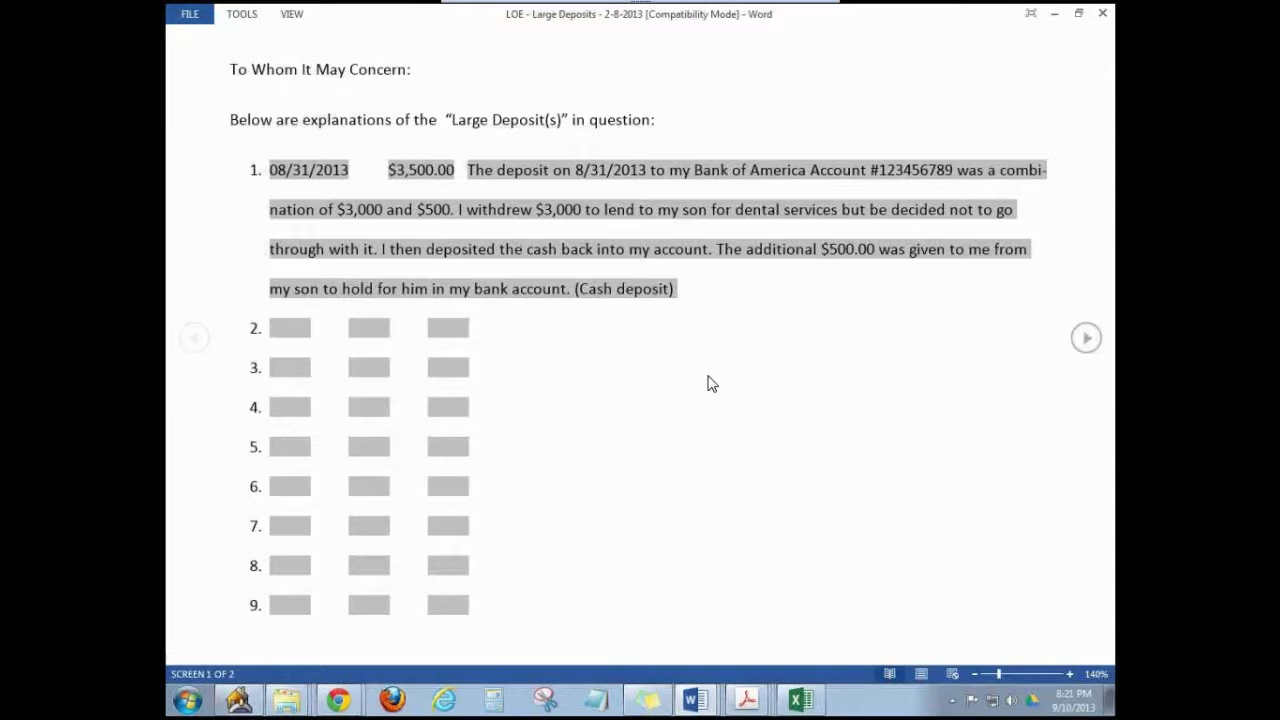 FILE TOOLS VIEW LOE - Large Deposits - 2-8-2013 [Compatibility Mode] - Word
To Whom It May Concern:
Below are explanations of the “Large Deposit(s)” in question:
1. 08/31/2013 $3,500.00 The deposit on 8/31/2013 to my Bank of America Account #123456789 was a combi-
nation of $3,000 and $500. I withdrew $3,000 to lend to my son for dental services but be decided not to go
through with it. I then deposited the cash back into my account. The additional $500.00 was given to me from
my son to hold for him in my bank account. (Cash deposit)
2.
3.
4.
5.
6.
7.
8.
9.
SCREEN 1 OF 2 140%
8:21 PM
9/10/2013